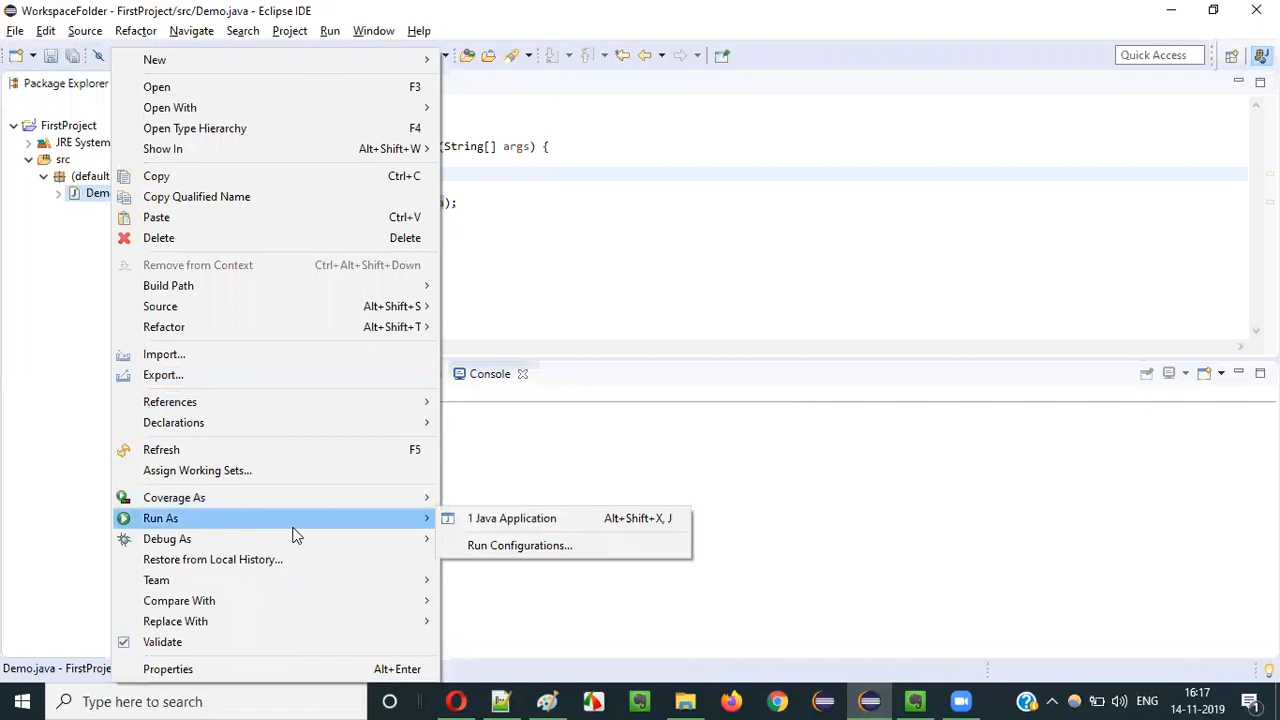 WorkspaceFolder - FirstProject/src/Demo.java - Eclipse IDE
File Edit Source Refactor Navigate Search Project Run Window Help
Quick Access
Package Explorer
FirstProject
JRE System
src
(default
Dem
(String[] args) {
);
New
Open F3
Open With
Open Type Hierarchy F4
Show In Alt+Shift+W
Copy Ctrl+C
Copy Qualified Name
Paste Ctrl+V
Delete Delete
Remove from Context Ctrl+Alt+Shift+Down
Build Path
Source Alt+Shift+S
Refactor Alt+Shift+T
Import...
Export...
References
Declarations
Refresh F5
Assign Working Sets...
Coverage As
Run As
Debug As
Restore from Local History...
Team
Compare With
Replace With
Validate
Properties Alt+Enter
1 Java Application Alt+Shift+X, J
Run Configurations...
Console
Demo.java - FirstProje
Type here to search
ENG
16:17
14-11-2019